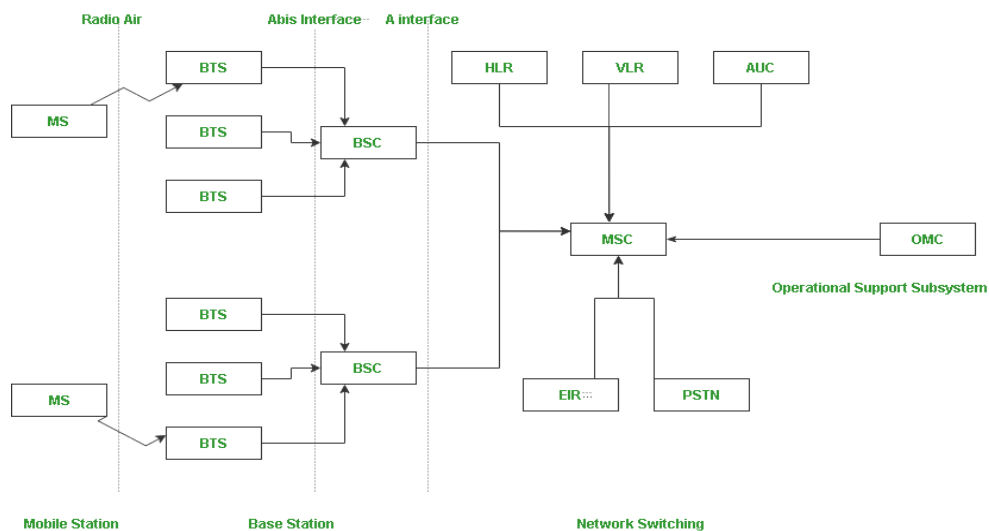 Radio Air
Abis Interface
A interface
BTS
HLR
VLR
AUC
MS
BTS
BSC
BTS
MSC
OMC
Operational Support Subsystem
BTS
BTS
BSC
MS
EIR
PSTN
BTS
Mobile Station
Base Station
Network Switching